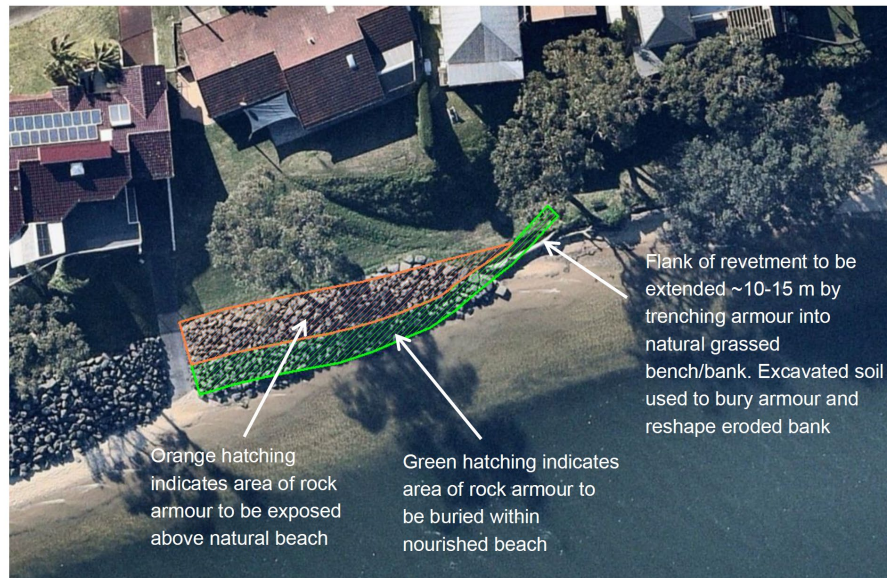 Flank of revetment to be
extended ~10-15 m by
trenching armour into
natural grassed
bench/bank. Excavated soil
used to bury armour and
reshape eroded bank
Orange hatching
indicates area of rock
armour to be exposed
above natural beach
Green hatching indicates
area of rock armour to
be buried within
nourished beach